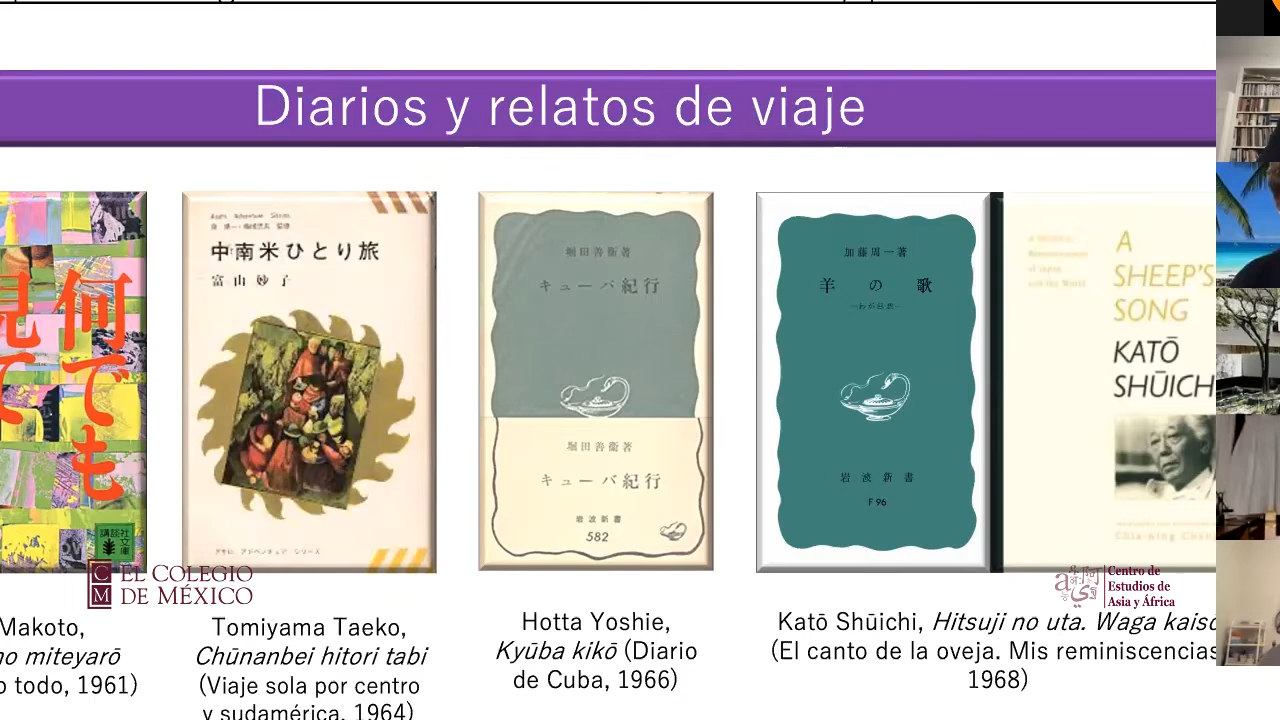 Diarios y relatos de viaje
何でも
見て
講談社
文庫
中南米ひとり旅
富山妙子
堀田善衞著
キューバ紀行
堀田善衞著
キューバ紀行
岩波新書
582
加藤周一著
羊の歌
岩波新書
F 96
A
SHEEP'S
SONG
KATŌ
SHŪICH
EL COLEGIO
DE MÉXICO
CM
Centro de
Estudios de
Asia y África
Makoto,
no miteyarō
o todo, 1961)
Tomiyama Taeko,
Chūnanbei hitori tabi
(Viaje sola por centro
y sudamérica, 1964)
Hotta Yoshie,
Kyūba kikō (Diario
de Cuba, 1966)
Katō Shūichi, Hitsuji no uta. Waga kaiso
(El canto de la oveja. Mis reminiscencias
1968)